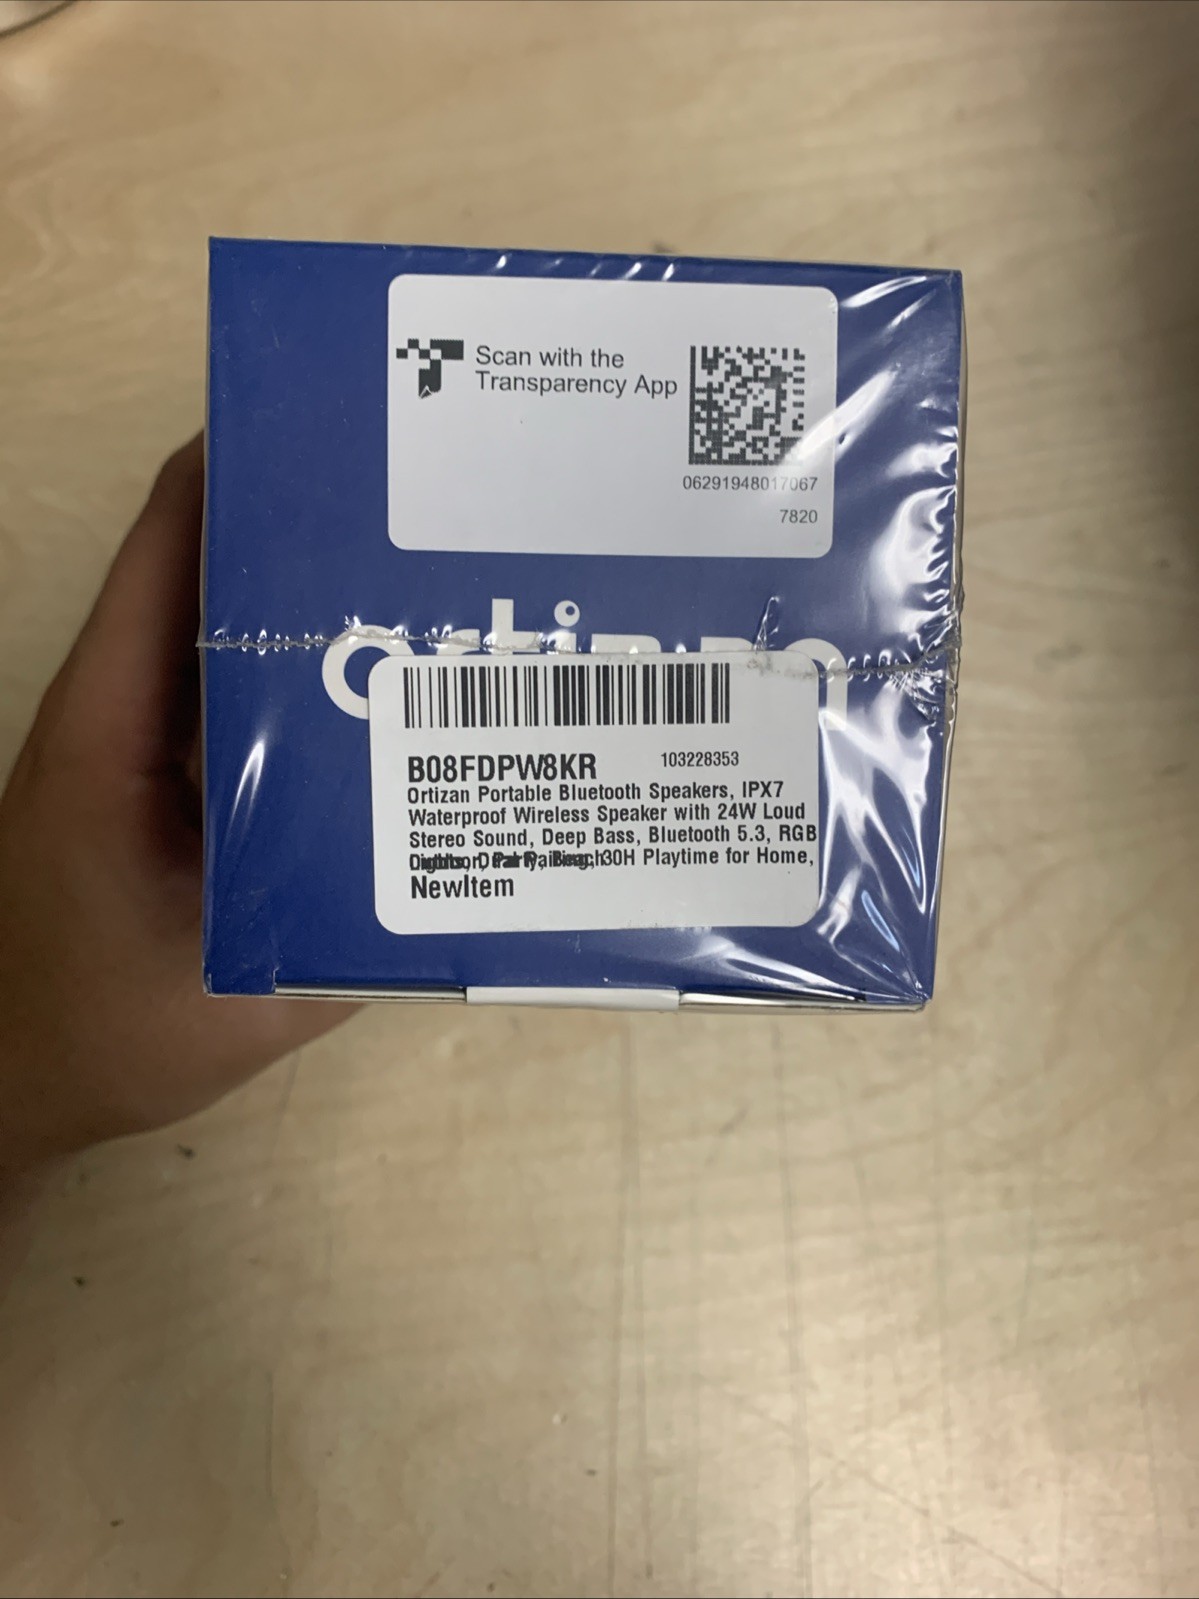 Scan with the
Transparency App
06291948017067
7820
B08FDPW8KR 103228353
Ortizan Portable Bluetooth Speakers, IPX7
Waterproof Wireless Speaker with 24W Loud
Stereo Sound, Deep Bass, Bluetooth 5.3, RGB
30H Playtime for Home,
NewItem